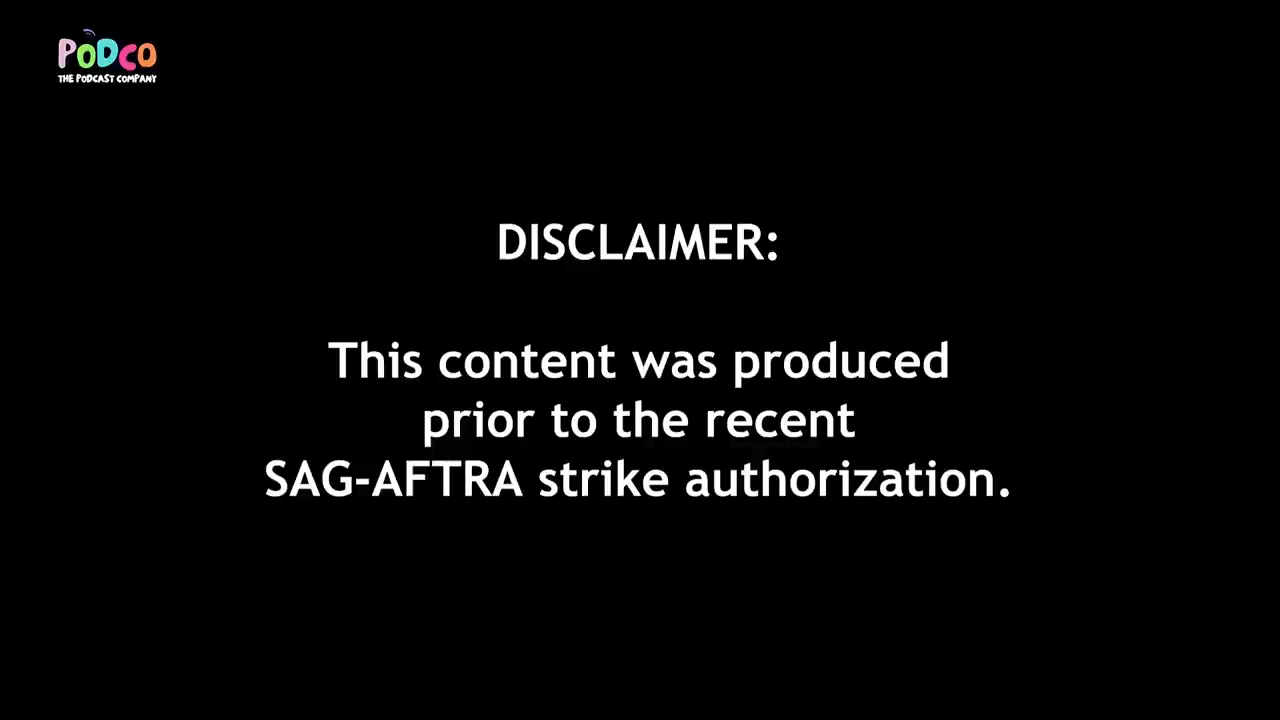 PODCO
THE PODCAST COMPANY
DISCLAIMER:
This content was produced
prior to the recent
SAG-AFTRA strike authorization.